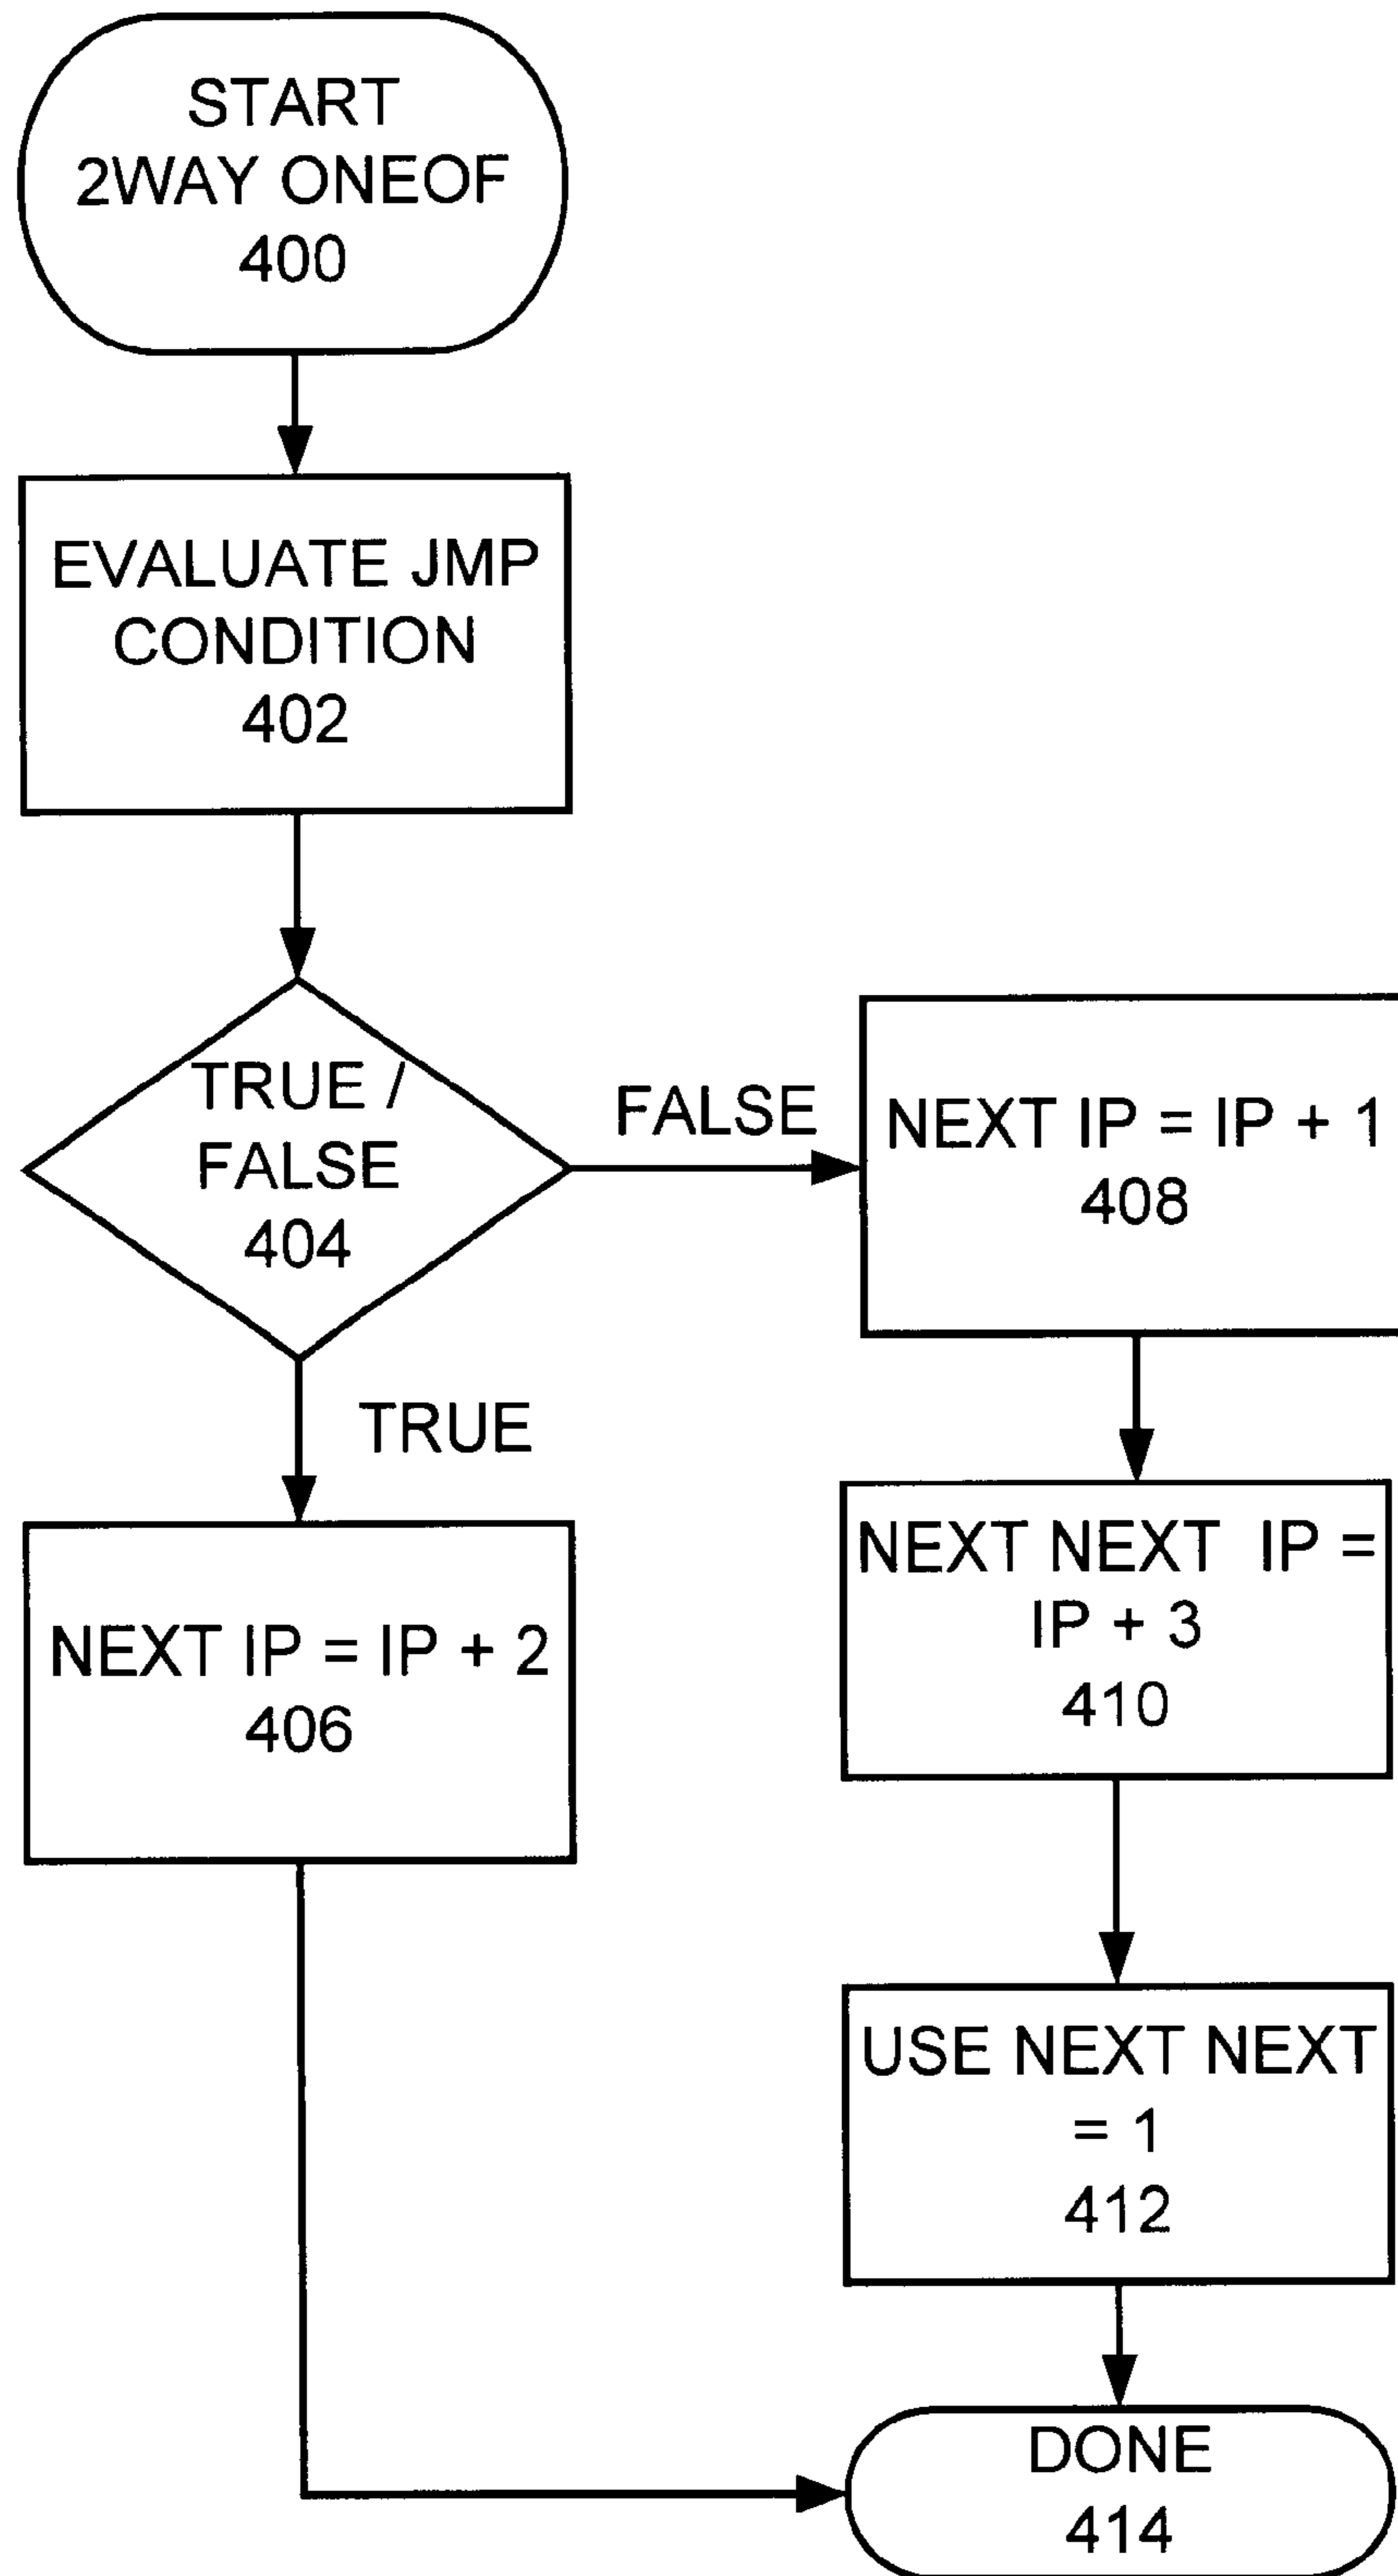 START
2WAY ONEOF
400
EVALUATE JMP
CONDITION
402
TRUE /
FALSE
404
FALSE
NEXT IP = IP + 1
408
TRUE
NEXT IP = IP + 2
406
NEXT NEXT IP =
IP + 3
410
USE NEXT NEXT
= 1
412
DONE
414